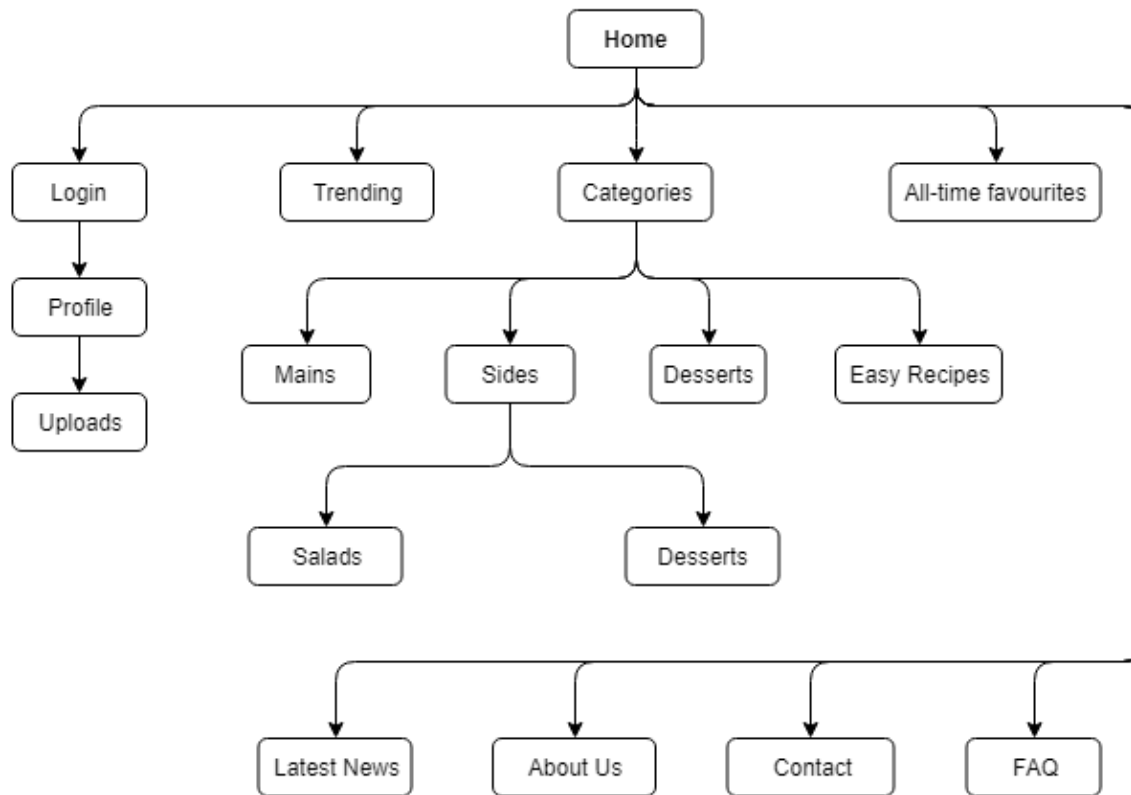 Home
Login
Trending
Categories
All-time favourites
Profile
Mains
Sides
Desserts
Easy Recipes
Uploads
Salads
Desserts
Latest News
About Us
Contact
FAQ